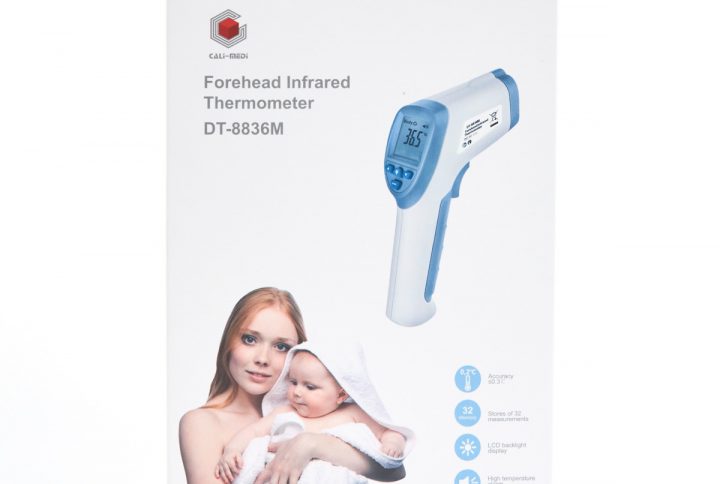 CALI-MEDI
Forehead Infrared
Thermometer
DT-8836M
Body
36.5
0.2°C
Accuracy
32
Stores of 32
measurements
LCD backlight
display
High temperature